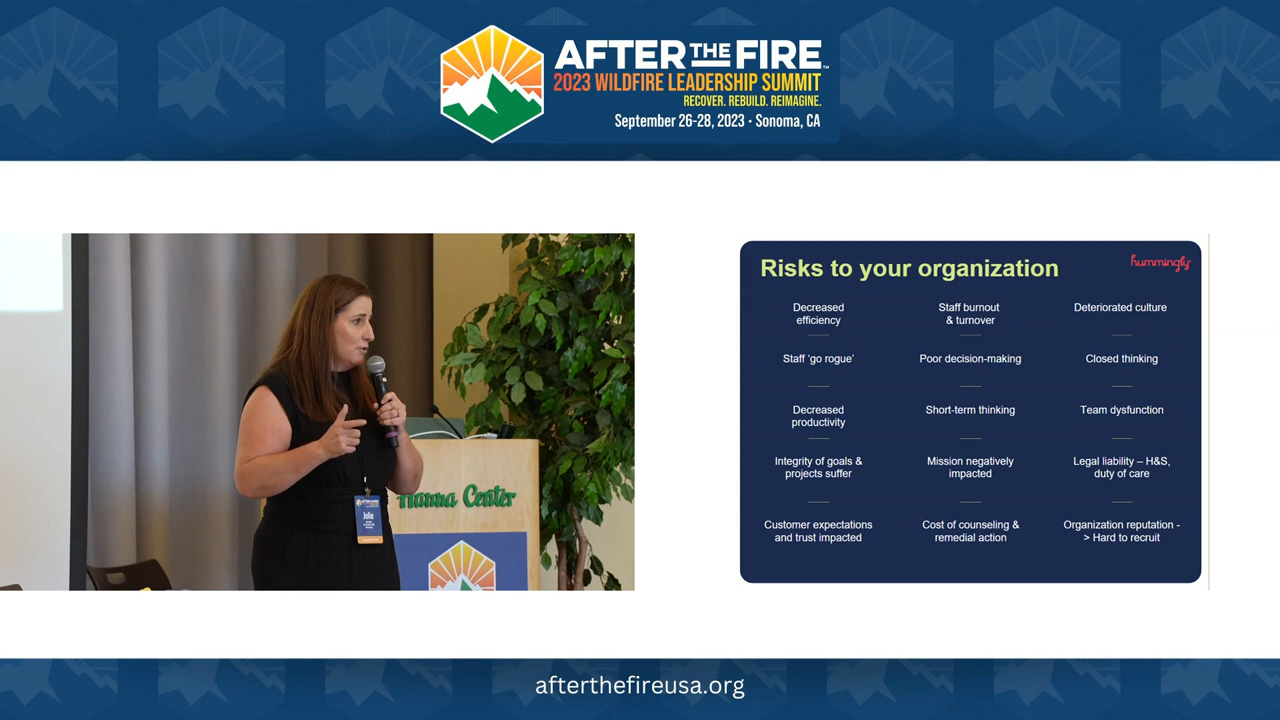 AFTER THE FIRE™
2023 WILDFIRE LEADERSHIP SUMMIT
RECOVER. REBUILD. REIMAGINE.
September 26-28, 2023 • Sonoma, CA
Jolie
Center
Risks to your organization
hummingly
Decreased
efficiency
Staff burnout
& turnover
Deteriorated culture
Staff ‘go rogue’
Poor decision-making
Closed thinking
Decreased
productivity
Short-term thinking
Team dysfunction
Integrity of goals &
projects suffer
Mission negatively
impacted
Legal liability – H&S,
duty of care
Customer expectations
and trust impacted
Cost of counseling &
remedial action
Organization reputation -
> Hard to recruit
afterthefireusa.org